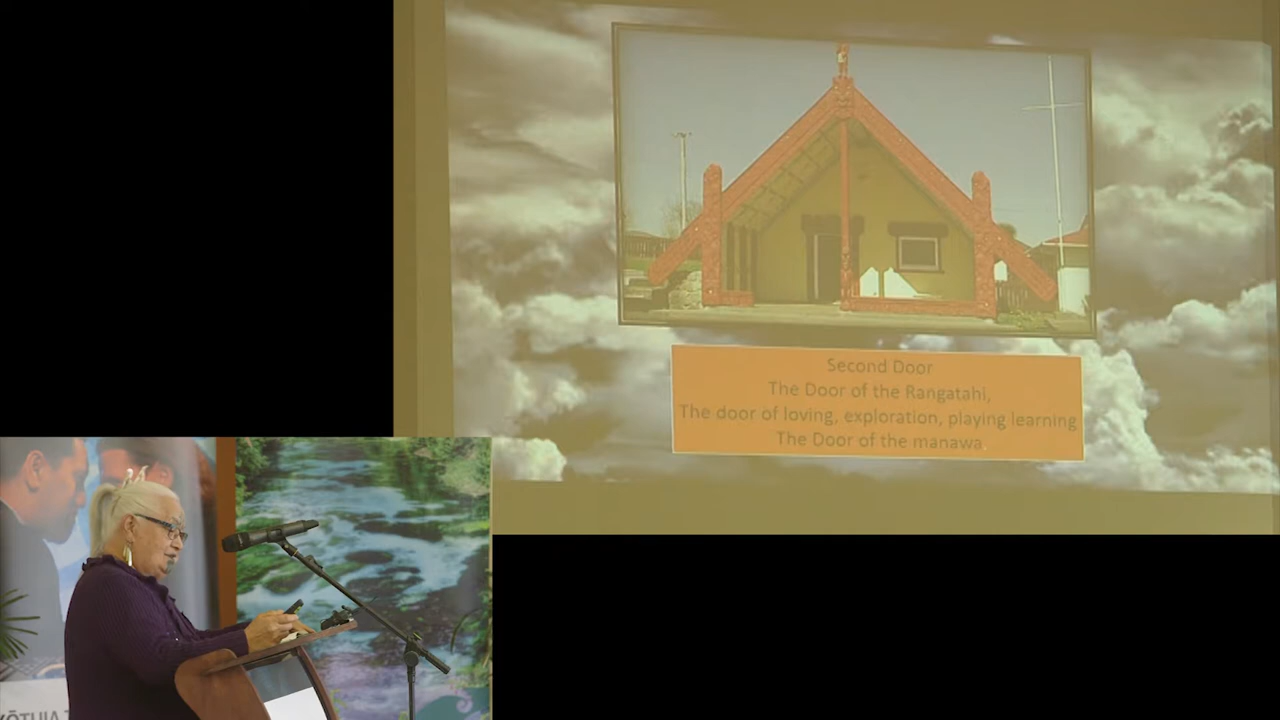 Second Door
The Door of the Rangatahi,
The door of loving, exploration, playing learning
The Door of the manawa.